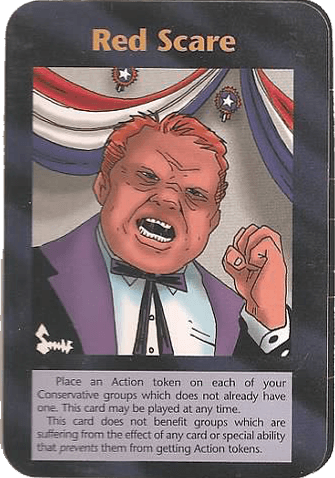 Red Scare
Place an Action token on each of your
Conservative groups which does not already have
one. This card may be played at any time.
This card does not benefit groups which are
suffering from the effect of any card or special ability
that prevents them from getting Action tokens.